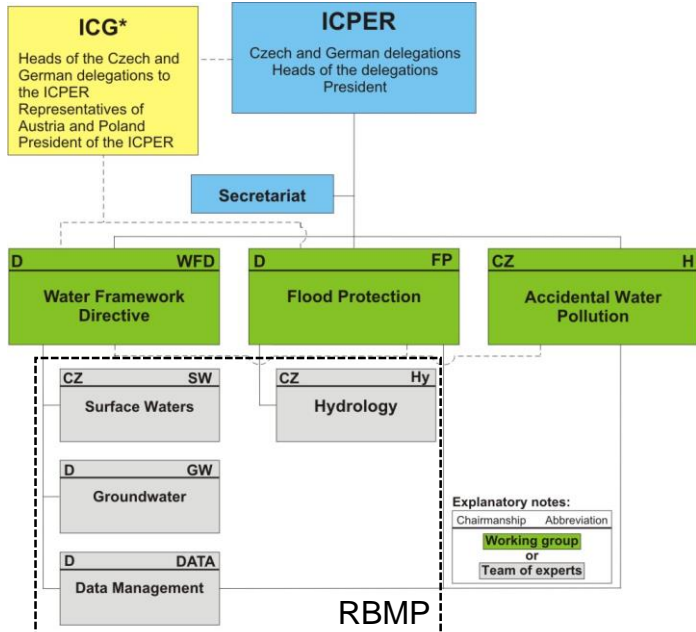 ICG*
Heads of the Czech and
German delegations to
the ICPER
Representatives of
Austria and Poland
President of the ICPER
ICPER
Czech and German delegations
Heads of the delegations
President
Secretariat
D WFD
Water Framework
Directive
D FP
Flood Protection
CZ H
Accidental Water
Pollution
CZ SW
Surface Waters
CZ Hy
Hydrology
D GW
Groundwater
D DATA
Data Management
Explanatory notes:
Chairmanship Abbreviation
Working group
or
Team of experts
RBMP